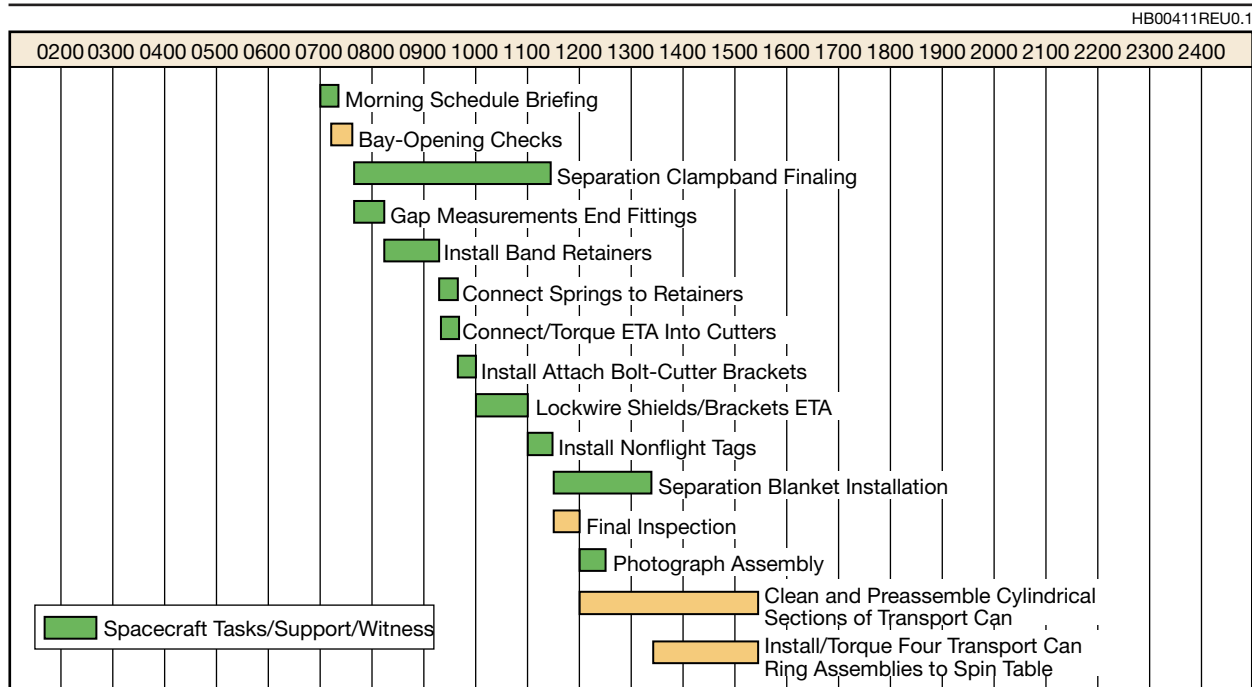 HB00411REU0.1
0200 0300 0400 0500 0600 0700 0800 0900 1000 1100 1200 1300 1400 1500 1600 1700 1800 1900 2000 2100 2200 2300 2400
Morning Schedule Briefing
Bay-Opening Checks
Separation Clampband Finaling
Gap Measurements End Fittings
Install Band Retainers
Connect Springs to Retainers
Connect/Torque ETA Into Cutters
Install Attach Bolt-Cutter Brackets
Lockwire Shields/Brackets ETA
Install Nonflight Tags
Separation Blanket Installation
Final Inspection
Photograph Assembly
Clean and Preassemble Cylindrical
Sections of Transport Can
Spacecraft Tasks/Support/Witness
Install/Torque Four Transport Can
Ring Assemblies to Spin Table